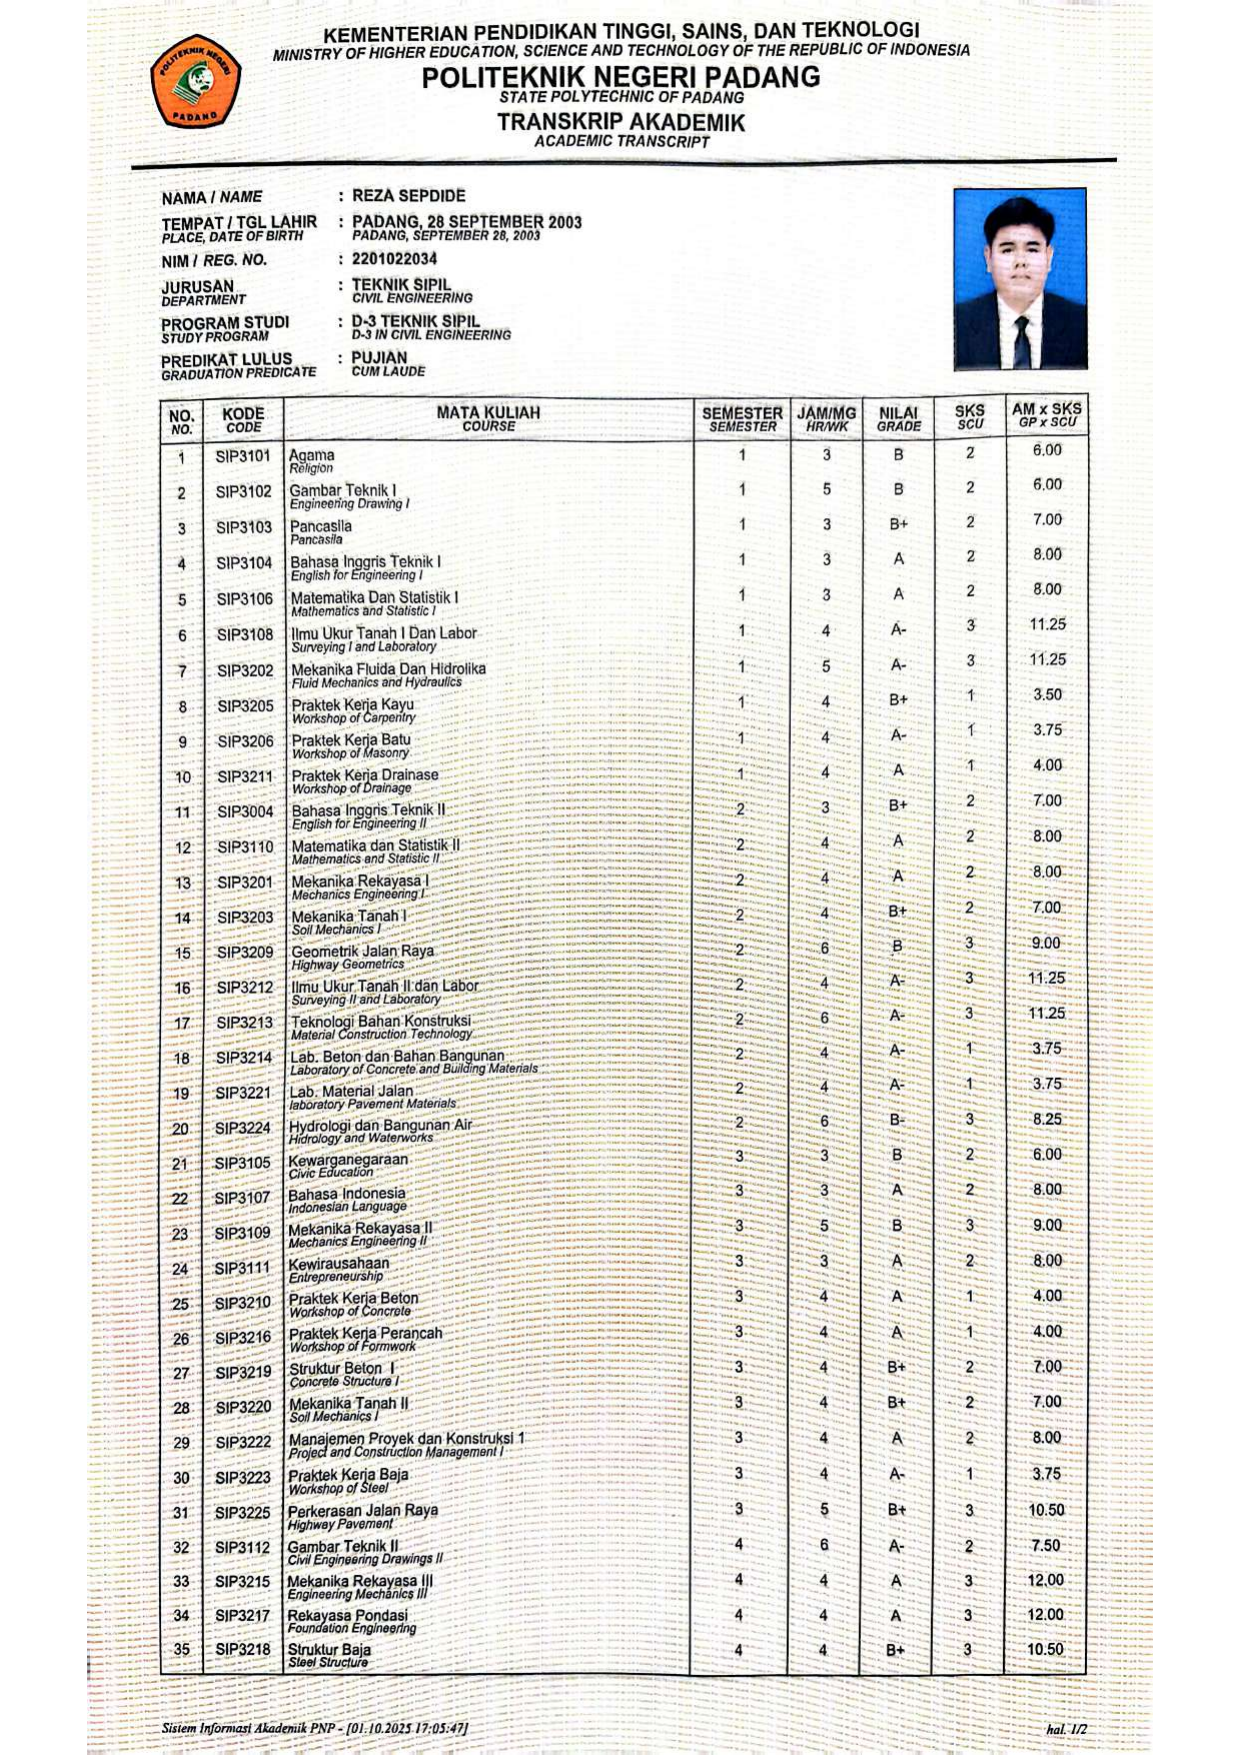 KEMENTERIAN PENDIDIKAN TINGGI, SAINS, DAN TEKNOLOGI
MINISTRY OF HIGHER EDUCATION, SCIENCE AND TECHNOLOGY OF THE REPUBLIC OF INDONESIA
POLITEKNIK NEGERI PADANG
STATE POLYTECHNIC OF PADANG
TRANSKRIP AKADEMIK
ACADEMIC TRANSCRIPT
POLITEKNIK NEGERI
PADANG
NAMA / NAME : REZA SEPDIDE
TEMPAT / TGL LAHIR : PADANG, 28 SEPTEMBER 2003
PLACE, DATE OF BIRTH PADANG, SEPTEMBER 28, 2003
NIM / REG. NO. : 2201022034
JURUSAN : TEKNIK SIPIL
DEPARTMENT CIVIL ENGINEERING
PROGRAM STUDI : D-3 TEKNIK SIPIL
STUDY PROGRAM D-3 IN CIVIL ENGINEERING
PREDIKAT LULUS : PUJIAN
GRADUATION PREDICATE CUM LAUDE
NO. KODE MATA KULIAH SEMESTER JAM/MG NILAI SKS AM x SKS
NO. CODE COURSE SEMESTER HR/WK GRADE SCU GP x SCU
1 SIP3101 Agama 1 3 B 2 6.00
Religion
2 SIP3102 Gambar Teknik I 1 5 B 2 6.00
Engineering Drawing I
3 SIP3103 Pancasila 1 3 B+ 2 7.00
Pancasila
4 SIP3104 Bahasa Inggris Teknik I 1 3 A 2 8.00
English for Engineering I
5 SIP3106 Matematika Dan Statistik I 1 3 A 2 8.00
Mathematics and Statistic I
6 SIP3108 Ilmu Ukur Tanah I Dan Labor 1 4 A- 3 11.25
Surveying I and Laboratory
7 SIP3202 Mekanika Fluida Dan Hidrolika 1 5 A- 3 11.25
Fluid Mechanics and Hydraulics
8 SIP3205 Praktek Kerja Kayu 1 4 B+ 1 3.50
Workshop of Carpentry
9 SIP3206 Praktek Kerja Batu 1 4 A- 1 3.75
Workshop of Masonry
10 SIP3211 Praktek Kerja Drainase 1 4 A 1 4.00
Workshop of Drainage
11 SIP3004 Bahasa Inggris Teknik II 2 3 B+ 2 7.00
English for Engineering II
12 SIP3110 Matematika dan Statistik II 2 4 A 2 8.00
Mathematics and Statistic II
13 SIP3201 Mekanika Rekayasa I 2 4 A 2 8.00
Mechanics Engineering I
14 SIP3203 Mekanika Tanah I 2 4 B+ 2 7.00
Soil Mechanics I
15 SIP3209 Geometrik Jalan Raya 2 6 B 3 9.00
Highway Geometrics
16 SIP3212 Ilmu Ukur Tanah II dan Labor 2 4 A- 3 11.25
Surveying II and Laboratory
17 SIP3213 Teknologi Bahan Konstruksi 2 6 A- 3 11.25
Material Construction Technology
18 SIP3214 Lab. Beton dan Bahan Bangunan 2 4 A- 1 3.75
Laboratory of Concrete and Building Materials
19 SIP3221 Lab. Material Jalan 2 4 A- 1 3.75
laboratory Pavement Materials
20 SIP3224 Hydrologi dan Bangunan Air 2 6 B- 3 8.25
Hidrology and Waterworks
21 SIP3105 Kewarganegaraan 3 3 B 2 6.00
Civic Education
22 SIP3107 Bahasa Indonesia 3 3 A 2 8.00
Indonesian Language
23 SIP3109 Mekanika Rekayasa II 3 5 B 3 9.00
Mechanics Engineering II
24 SIP3111 Kewirausahaan 3 3 A 2 8.00
Entrepreneurship
25 SIP3210 Praktek Kerja Beton 3 4 A 1 4.00
Workshop of Concrete
26 SIP3216 Praktek Kerja Perancah 3 4 A 1 4.00
Workshop of Formwork
27 SIP3219 Struktur Beton I 3 4 B+ 2 7.00
Concrete Structure I
28 SIP3220 Mekanika Tanah II 3 4 B+ 2 7.00
Soil Mechanics I
29 SIP3222 Manajemen Proyek dan Konstruksi 1 3 4 A 2 8.00
Project and Construction Management I
30 SIP3223 Praktek Kerja Baja 3 4 A- 1 3.75
Workshop of Steel
31 SIP3225 Perkerasan Jalan Raya 3 5 B+ 3 10.50
Highway Pavement
32 SIP3112 Gambar Teknik II 4 6 A- 2 7.50
Civil Engineering Drawings II
33 SIP3215 Mekanika Rekayasa III 4 4 A 3 12.00
Engineering Mechanics III
34 SIP3217 Rekayasa Pondasi 4 4 A 3 12.00
Foundation Engineering
35 SIP3218 Struktur Baja 4 4 B+ 3 10.50
Steel Structure
Sistem Informasi Akademik PNP - [01.10.2025 17:05:47] hal. 1/2